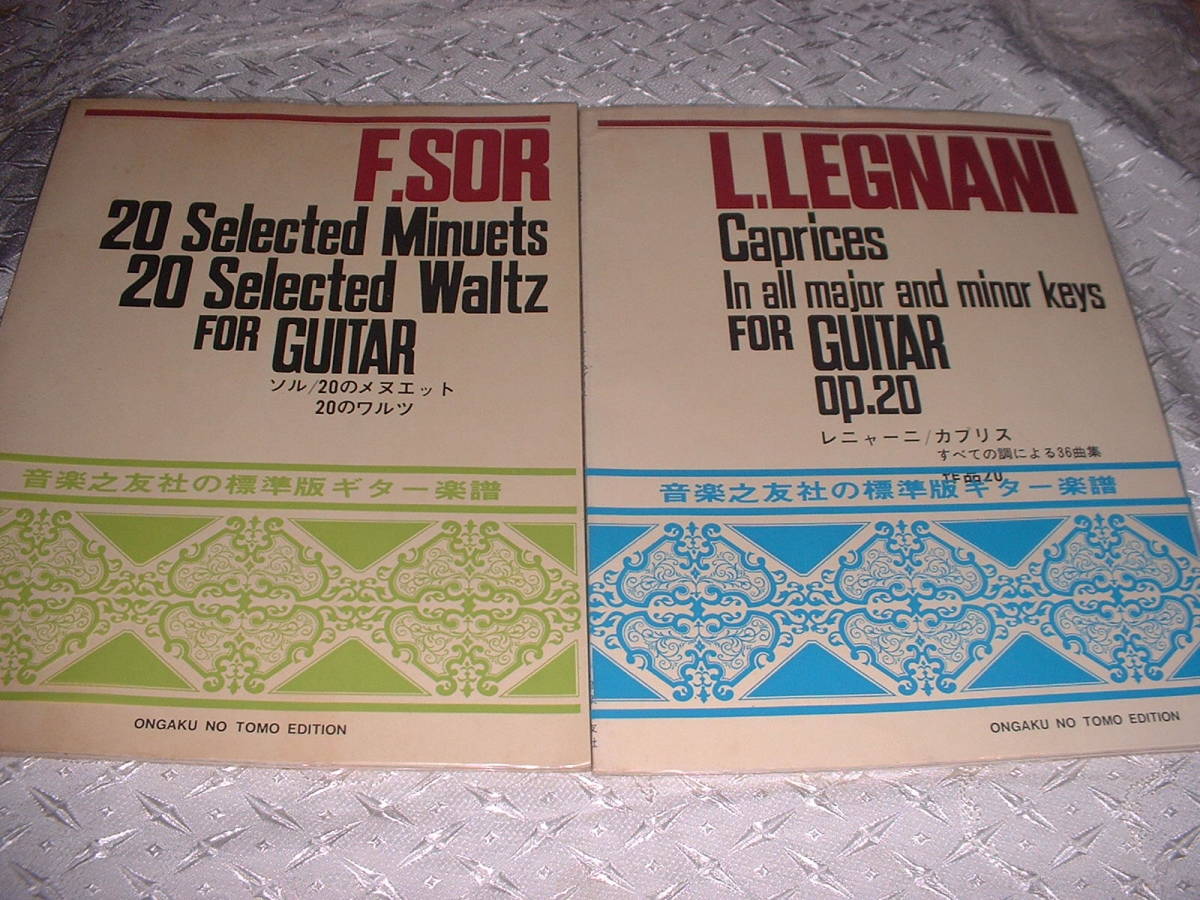 F.SOR
20 Selected Minuets
20 Selected Waltz
FOR GUITAR
ソル/20のメヌエット
20のワルツ
音楽之友社の標準版ギター楽譜
ONGAKU NO TOMO EDITION
L.LEGNANI
Caprices
In all major and minor keys
FOR GUITAR
op.20
レニャーニ/カプリス
すべての調による36曲集
作品20
音楽之友社の標準版ギター楽譜
ONGAKU NO TOMO EDITION